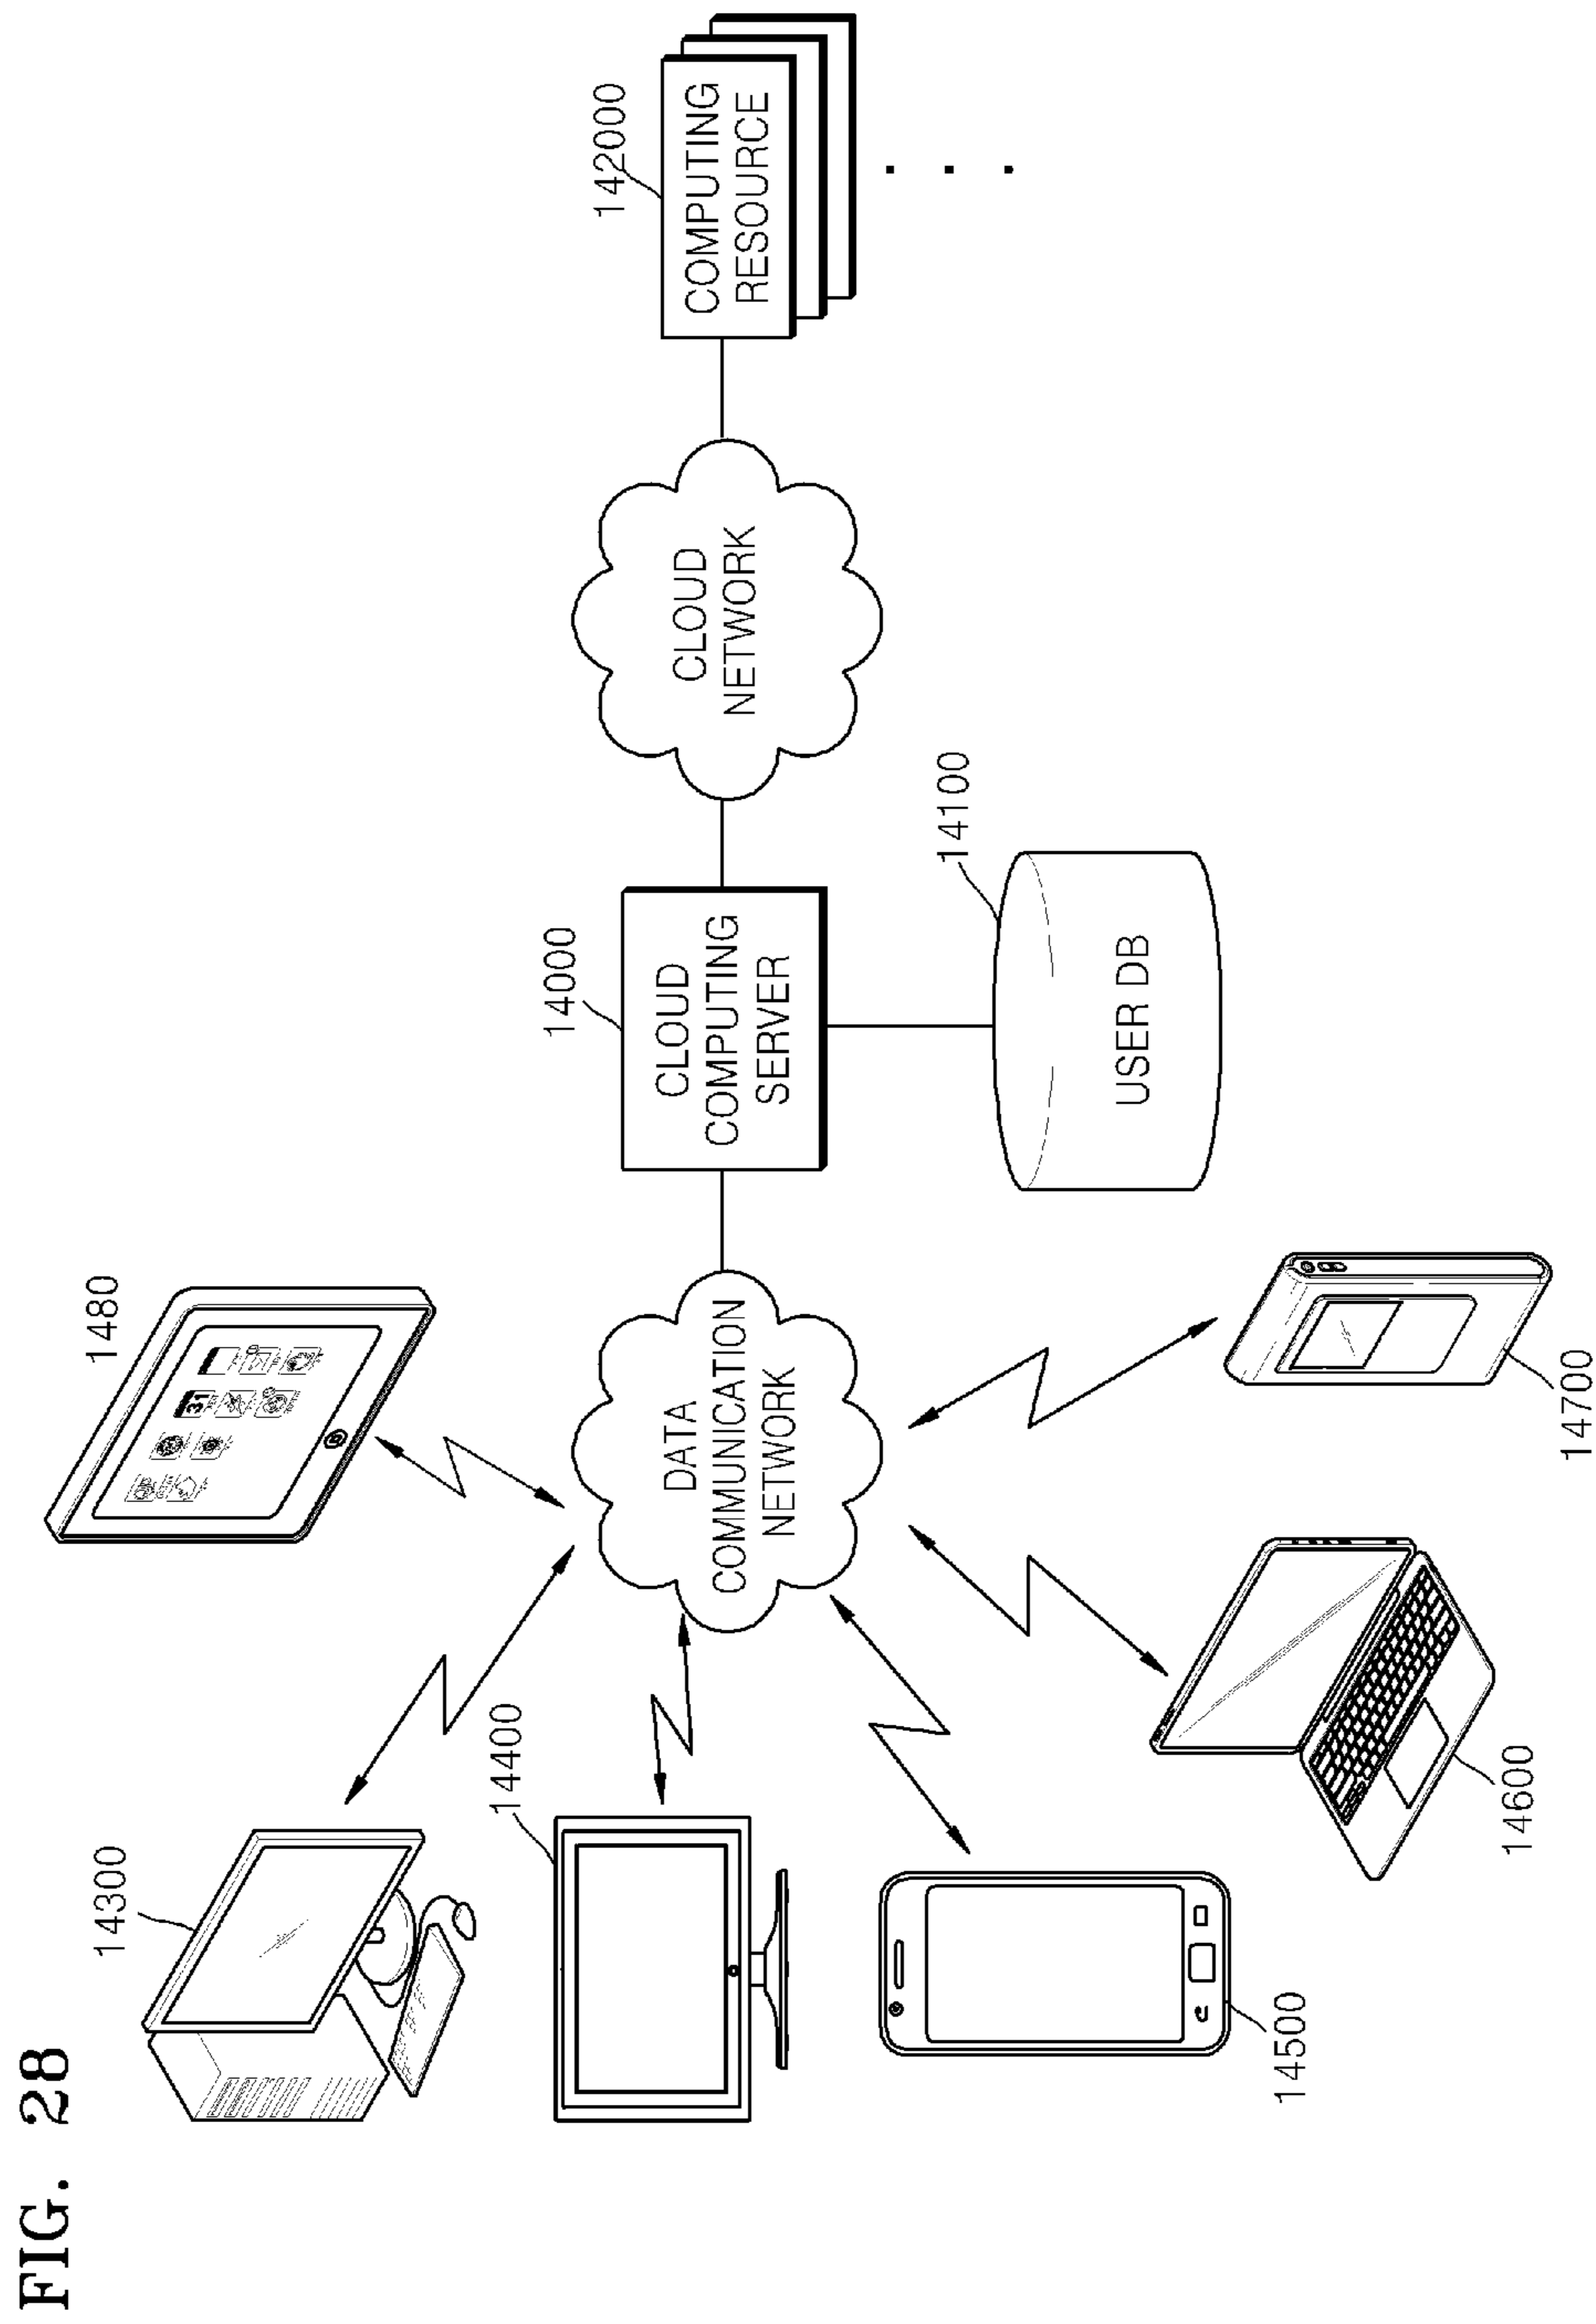 FIG. 28
14300
1480
14400
14000
142000
CLOUD
COMPUTING
SERVER
CLOUD
NETWORK
COMPUTING
RESOURCE
. . .
DATA
COMMUNICATION
NETWORK
14100
USER DB
14500
14600
14700
31